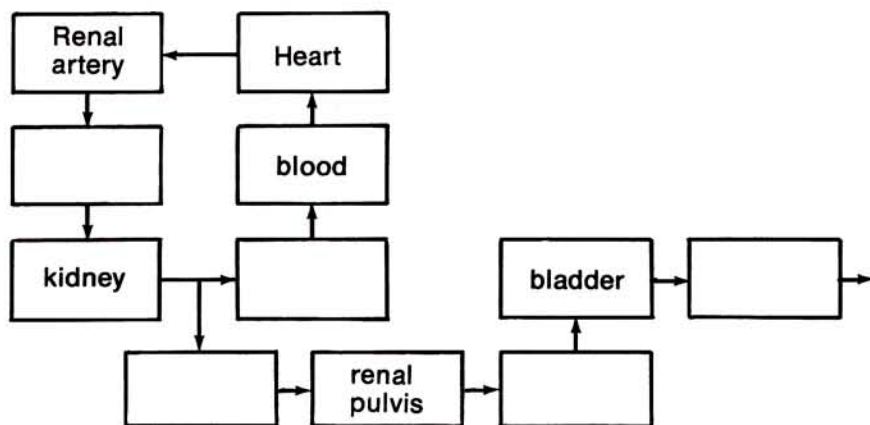 Renal
artery
Heart
blood
kidney
bladder
renal
pulvis